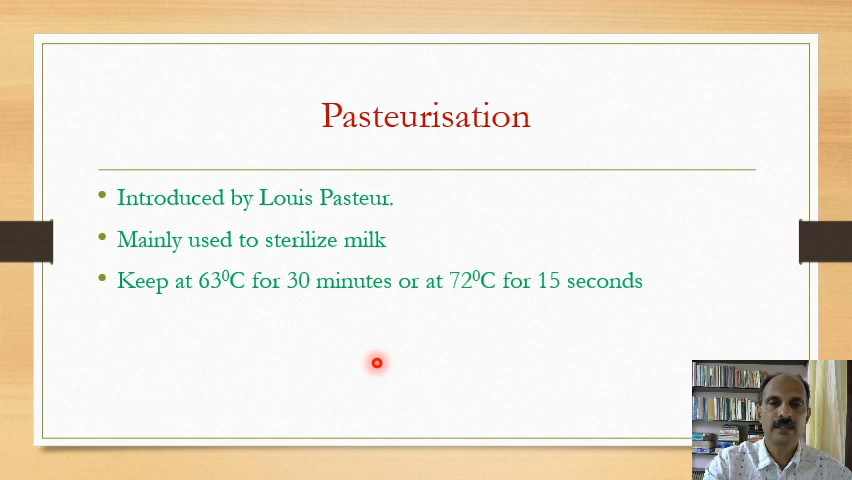 Pasteurisation
• Introduced by Louis Pasteur.
• Mainly used to sterilize milk
• Keep at 63⁰C for 30 minutes or at 72⁰C for 15 seconds